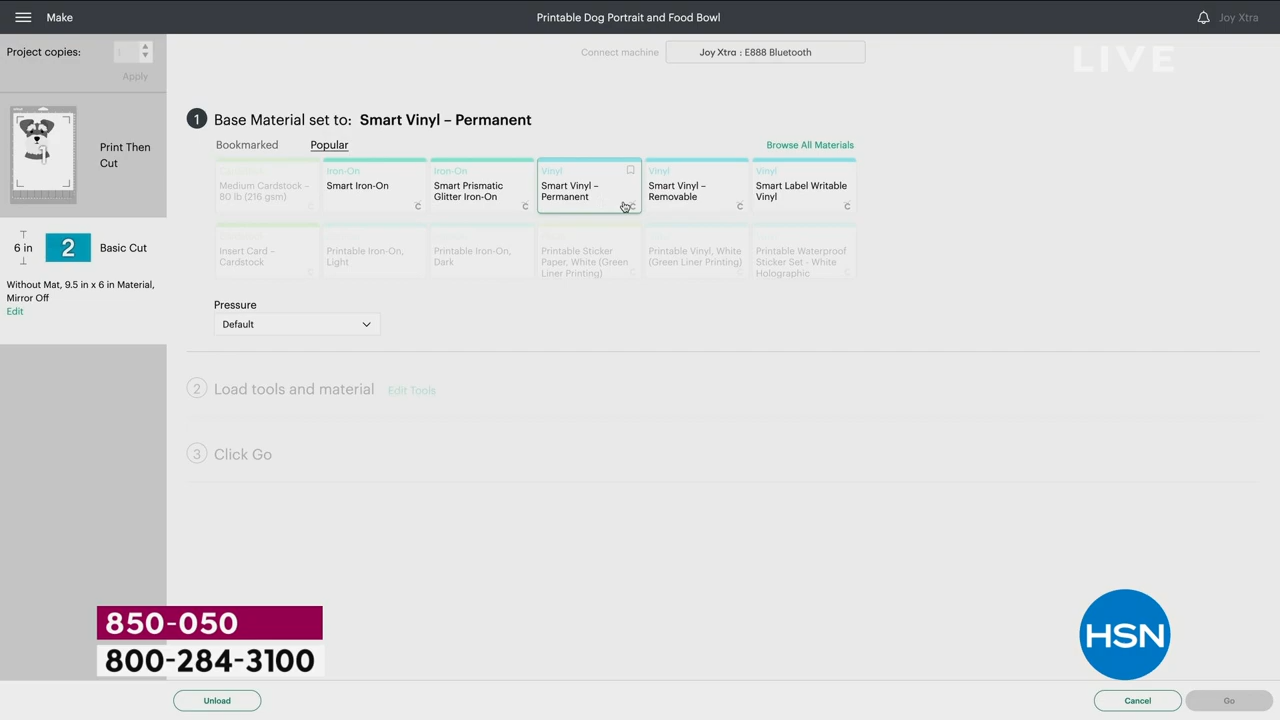 Make
Printable Dog Portrait and Food Bowl
Joy Xtra
Project copies:
1
Apply
Connect machine
Joy Xtra : E888 Bluetooth
LIVE
Print Then
Cut
6 in
2
Basic Cut
Without Mat, 9.5 in x 6 in Material,
Mirror Off
Edit
1 Base Material set to: Smart Vinyl – Permanent
Bookmarked
Popular
Browse All Materials
Cardstock
Medium Cardstock –
80 lb (216 gsm)
Iron-On
Smart Iron-On
Iron-On
Smart Prismatic
Glitter Iron-On
Vinyl
Smart Vinyl –
Permanent
Vinyl
Smart Vinyl –
Removable
Vinyl
Smart Label Writable
Vinyl
Insert Card –
Cardstock
Printable Iron-On,
Light
Printable Iron-On,
Dark
Printable Sticker
Paper, White (Green
Liner Printing)
Printable Vinyl, White
(Green Liner Printing)
Printable Waterproof
Sticker Set - White
Holographic
Pressure
Default
2 Load tools and material Edit Tools
3 Click Go
850-050
800-284-3100
HSN
Unload
Cancel
Go